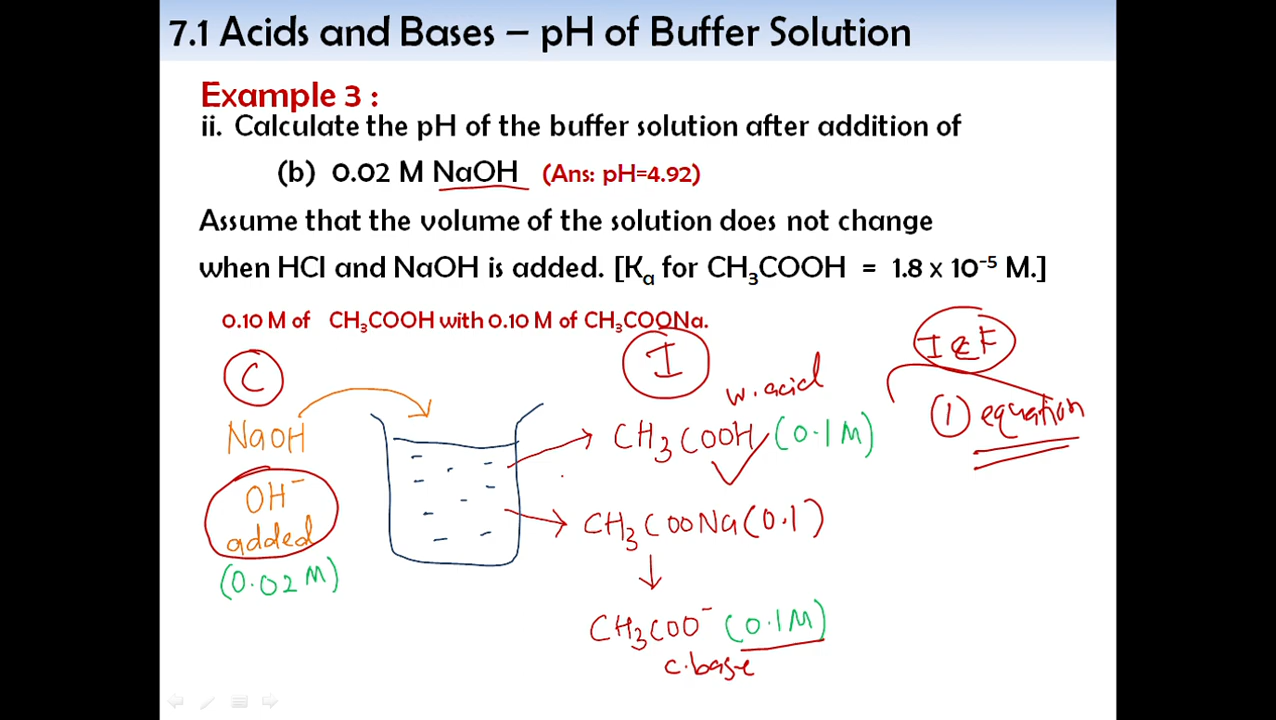 7.1 Acids and Bases – pH of Buffer Solution
Example 3 :
ii. Calculate the pH of the buffer solution after addition of
(b) 0.02 M NaOH (Ans: pH=4.92)
Assume that the volume of the solution does not change
when HCl and NaOH is added. [Kₐ for CH₃COOH = 1.8 x 10⁻⁵ M.]
0.10 M of CH₃COOH with 0.10 M of CH₃COONa.
I & F
C
I
w. acid
① equation
NaOH
CH₃COOH (0.1M)
OH⁻
added
CH₃COONa (0.1)
(0.02M)
CH₃COO⁻ (0.1M)
c.base